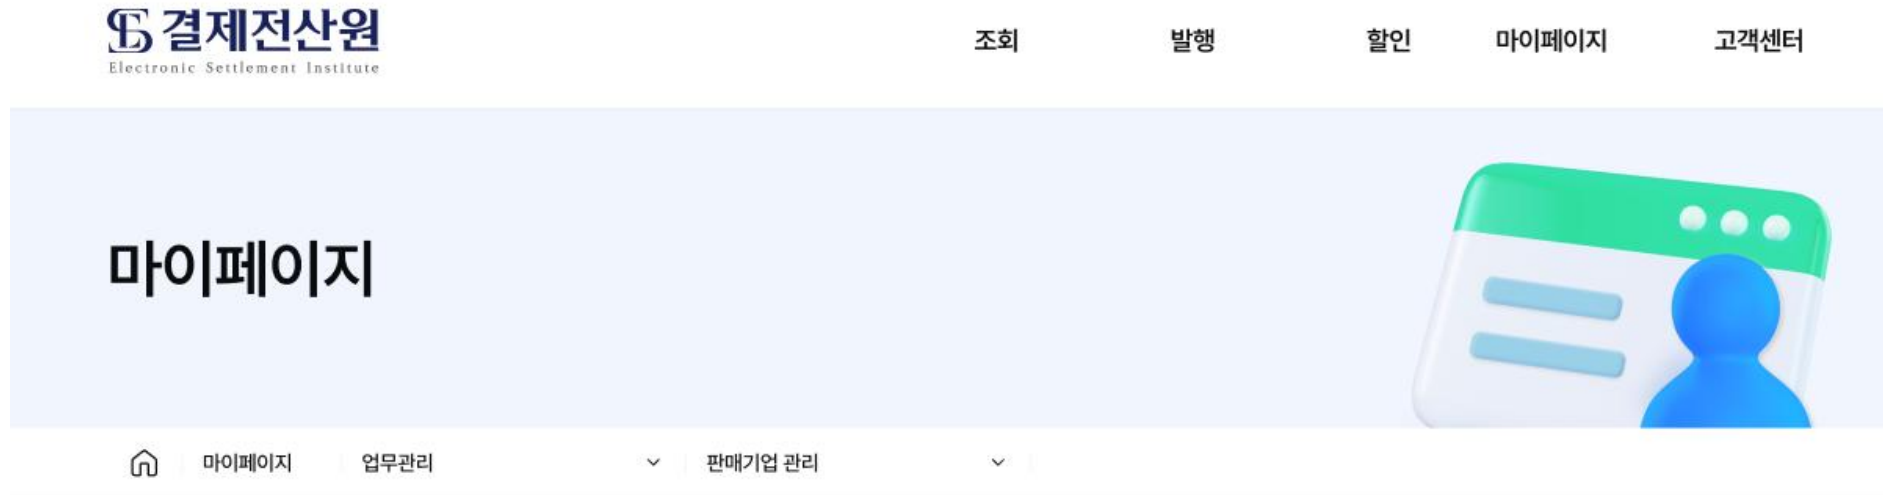 결제전산원
Electronic Settlement Institute
조회 발행 할인 마이페이지 고객센터
마이페이지
마이페이지 업무관리 판매기업 관리